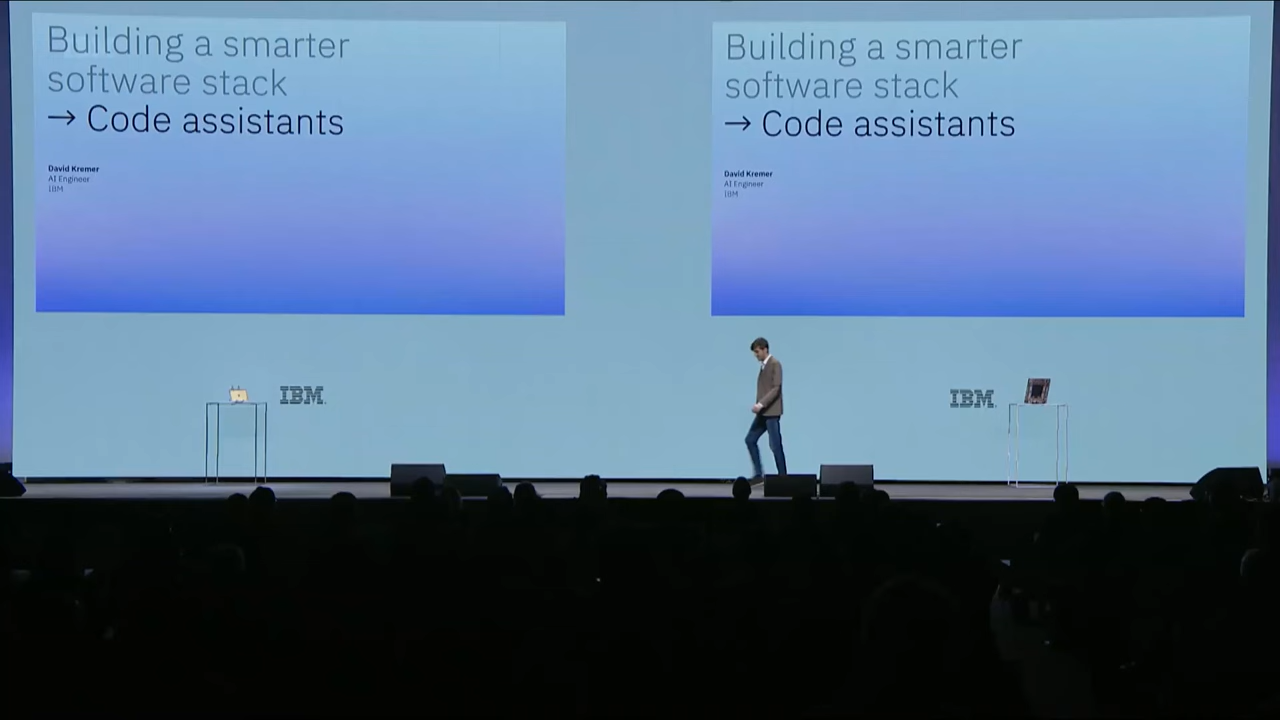 Building a smarter
software stack
→ Code assistants
David Kremer
AI Engineer
IBM
Building a smarter
software stack
→ Code assistants
David Kremer
AI Engineer
IBM
IBM
IBM